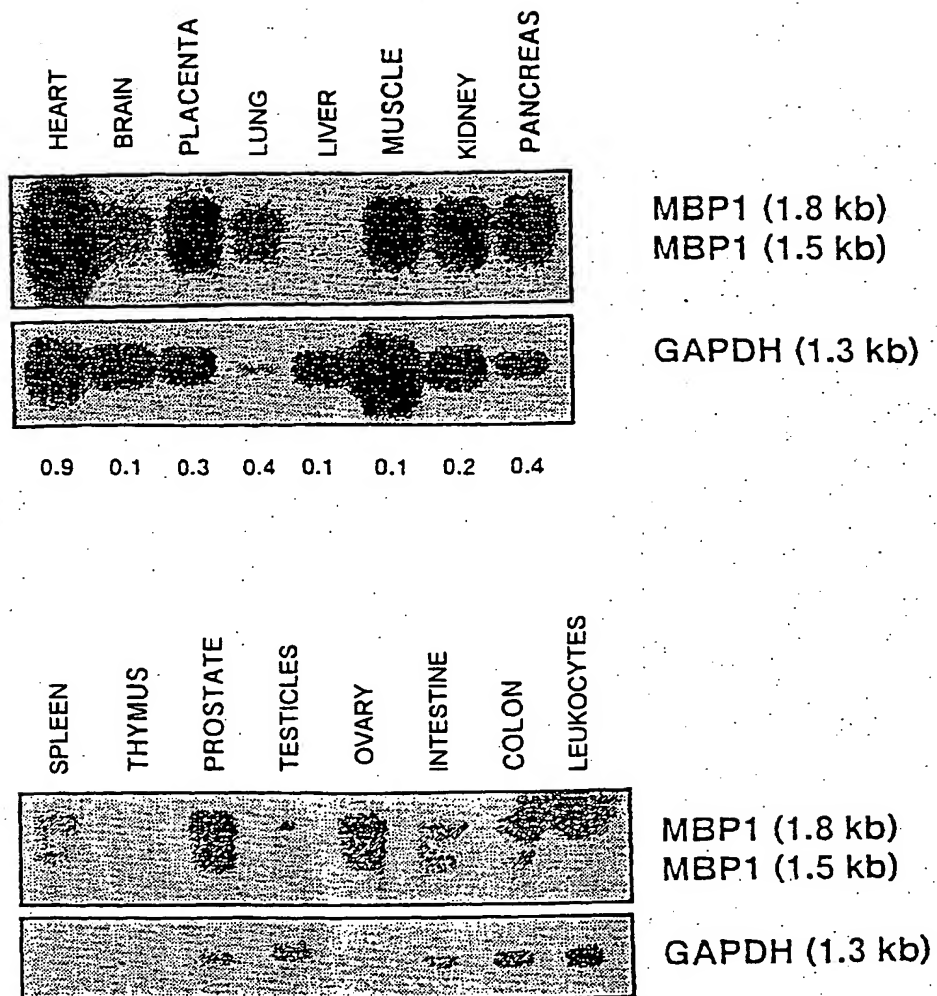 HEART BRAIN PLACENTA LUNG LIVER MUSCLE KIDNEY PANCREAS
MBP1 (1.8 kb)
MBP1 (1.5 kb)
GAPDH (1.3 kb)
0.9 0.1 0.3 0.4 0.1 0.1 0.2 0.4
SPLEEN THYMUS PROSTATE TESTICLES OVARY INTESTINE COLON LEUKOCYTES
MBP1 (1.8 kb)
MBP1 (1.5 kb)
GAPDH (1.3 kb)